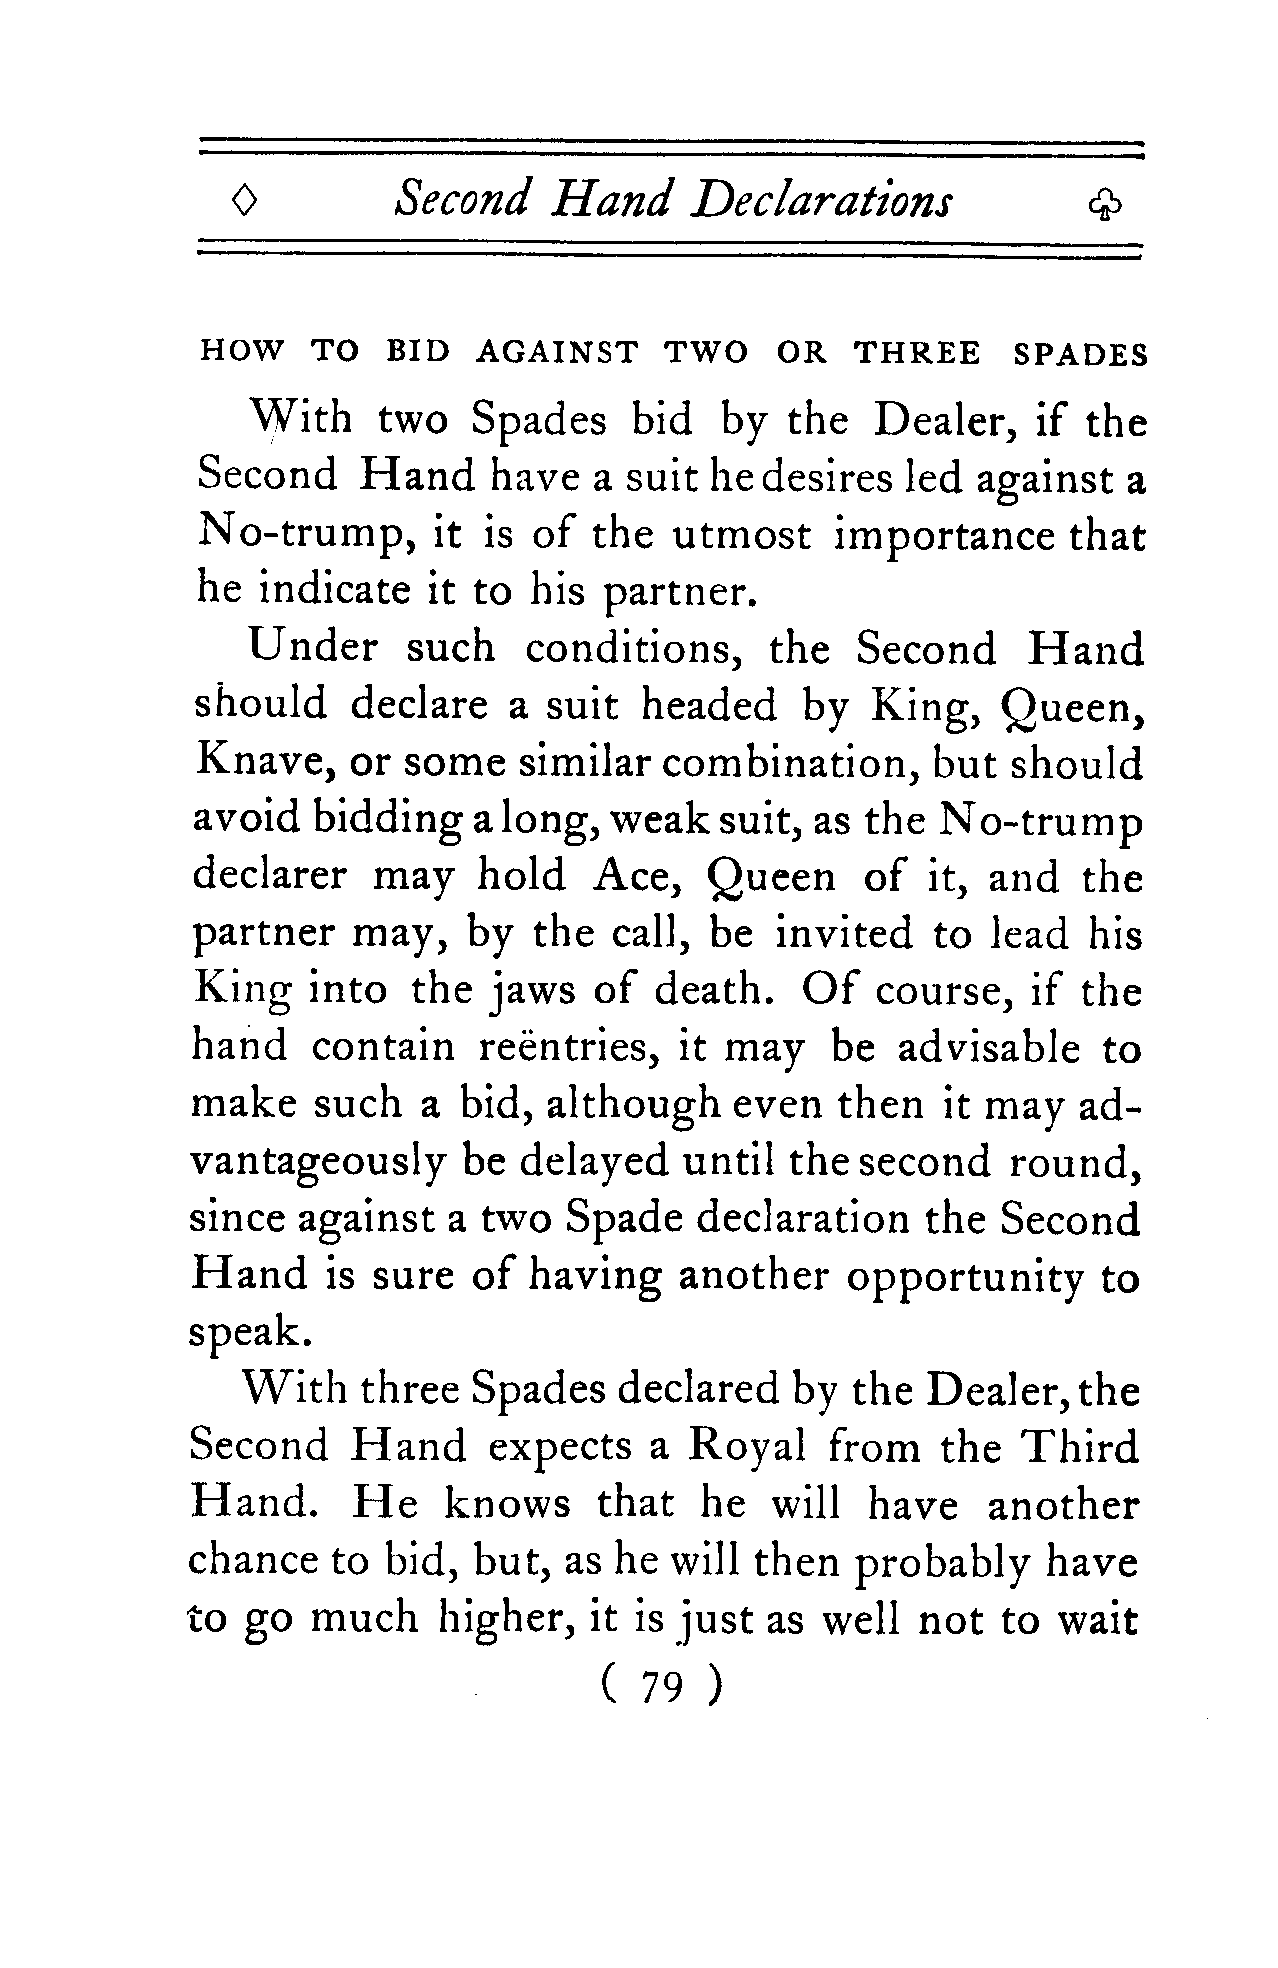 ◊ Second Hand Declarations ♧
HOW TO BID AGAINST TWO OR THREE SPADES
With two Spades bid by the Dealer, if the
Second Hand have a suit he desires led against a
No-trump, it is of the utmost importance that
he indicate it to his partner.
Under such conditions, the Second Hand
should declare a suit headed by King, Queen,
Knave, or some similar combination, but should
avoid bidding a long, weak suit, as the No-trump
declarer may hold Ace, Queen of it, and the
partner may, by the call, be invited to lead his
King into the jaws of death. Of course, if the
hand contain reëntries, it may be advisable to
make such a bid, although even then it may ad-
vantageously be delayed until the second round,
since against a two Spade declaration the Second
Hand is sure of having another opportunity to
speak.
With three Spades declared by the Dealer, the
Second Hand expects a Royal from the Third
Hand. He knows that he will have another
chance to bid, but, as he will then probably have
to go much higher, it is just as well not to wait
( 79 )